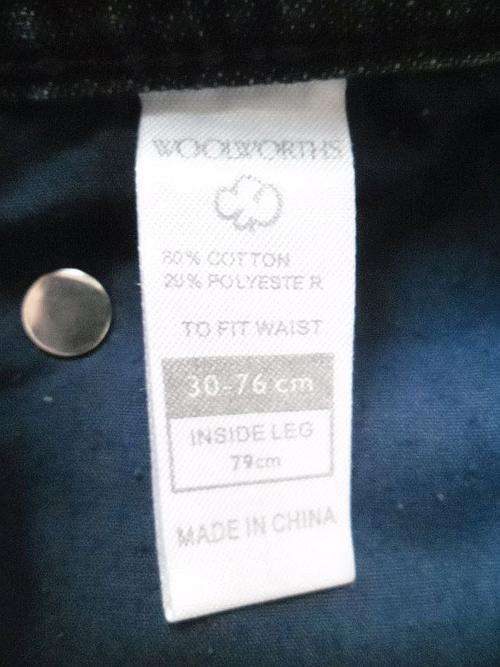 WOOLWORTHS
80% COTTON
20% POLYESTER
TO FIT WAIST
30-76 cm
INSIDE LEG
79cm
MADE IN CHINA